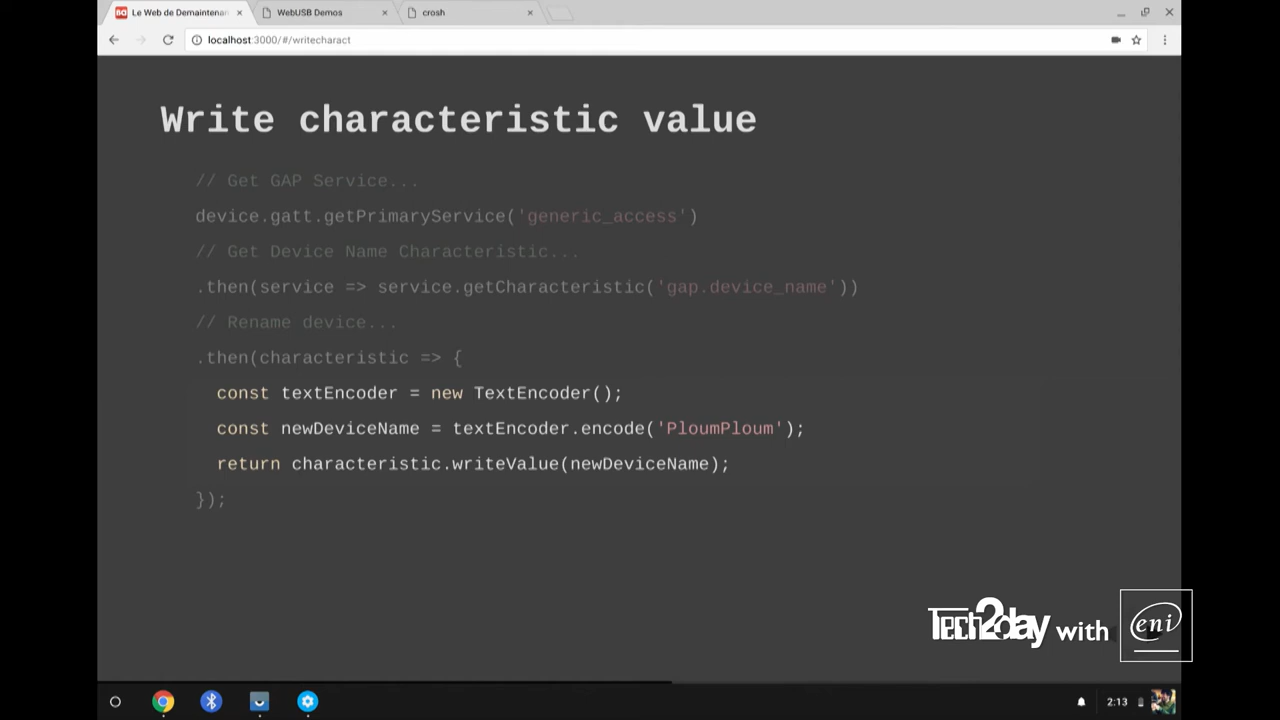 Le Web de Demaintenan
WebUSB Demos
crosh
localhost:3000/#/writecharact
Write characteristic value
// Get GAP Service...
device.gatt.getPrimaryService('generic_access')
// Get Device Name Characteristic...
.then(service => service.getCharacteristic('gap.device_name'))
// Rename device...
.then(characteristic => {
const textEncoder = new TextEncoder();
const newDeviceName = textEncoder.encode('PloumPloum');
return characteristic.writeValue(newDeviceName);
});
Tech2day with eni
2:13